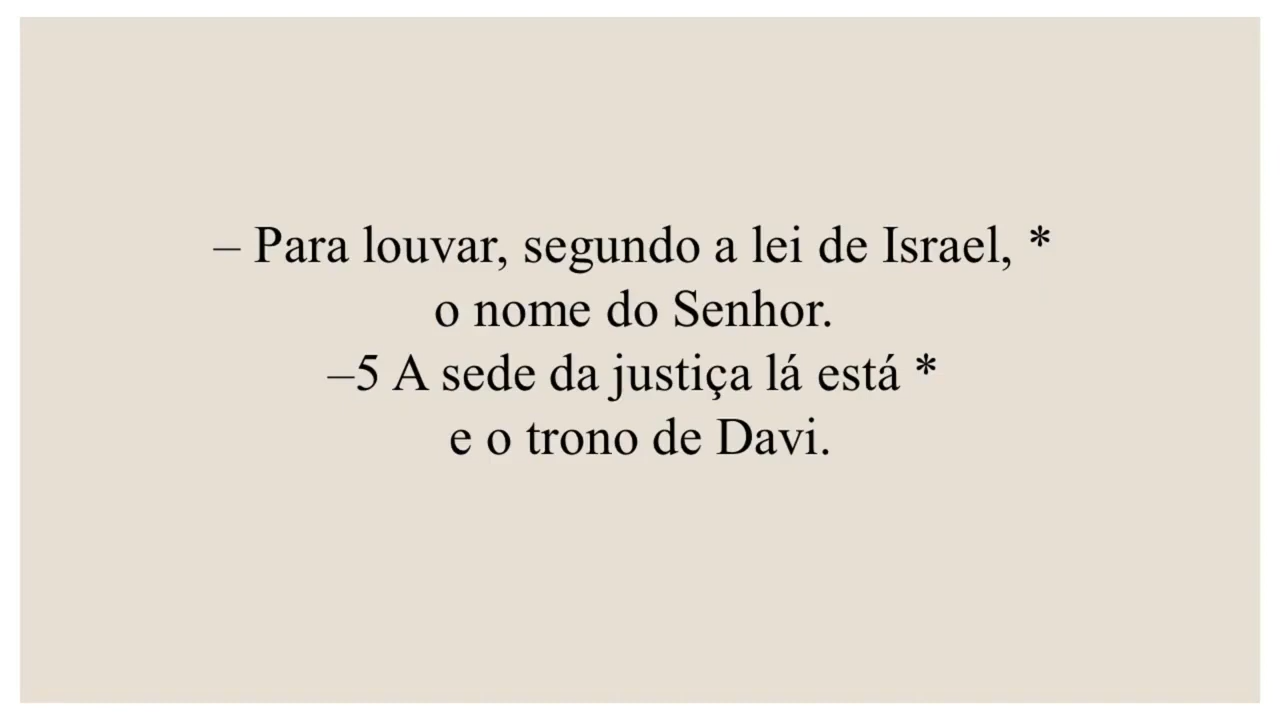 – Para louvar, segundo a lei de Israel, *
o nome do Senhor.
–5 A sede da justiça lá está *
e o trono de Davi.